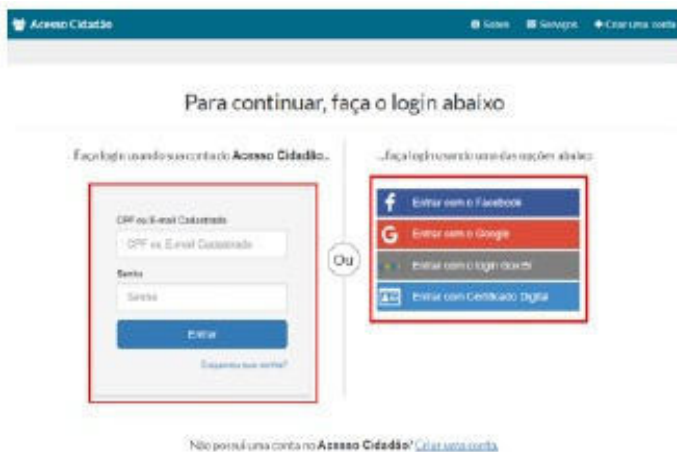 Acesso Cidadão
Sobre
Serviços
Criar uma conta
Para continuar, faça o login abaixo
Faça login usando sua conta do Acesso Cidadão...
CPF ou E-mail Cadastrado
CPF ou E-mail Cadastrado
Senha
Senha
Entrar
Esqueceu sua senha?
Ou
...faça login usando uma das opções abaixo
Entrar com o Facebook
Entrar com o Google
Entrar com o login Gov.Br
Entrar com Certificado Digital
Não possui uma conta no Acesso Cidadão? Criar uma conta.